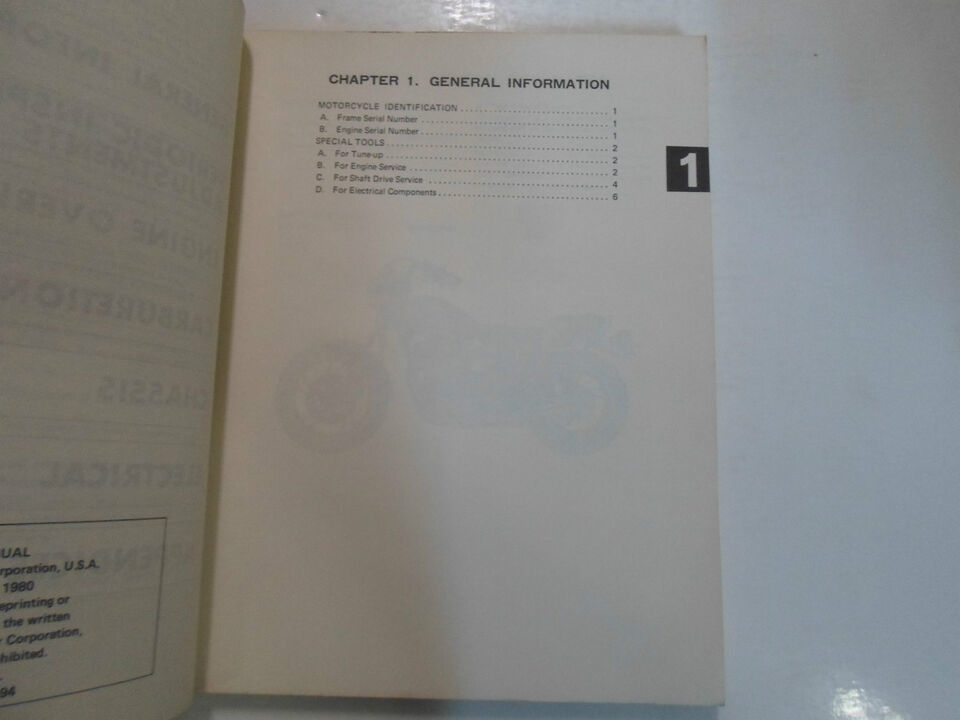 UAL
rporation, U.S.A.
1980
eprinting or
the written
r Corporation,
hibited.
94
CHAPTER 1. GENERAL INFORMATION
MOTORCYCLE IDENTIFICATION 1
A. Frame Serial Number 1
B. Engine Serial Number 1
SPECIAL TOOLS 2
A. For Tune-up 2
B. For Engine Service 2
C. For Shaft Drive Service 4
D. For Electrical Components 6
1